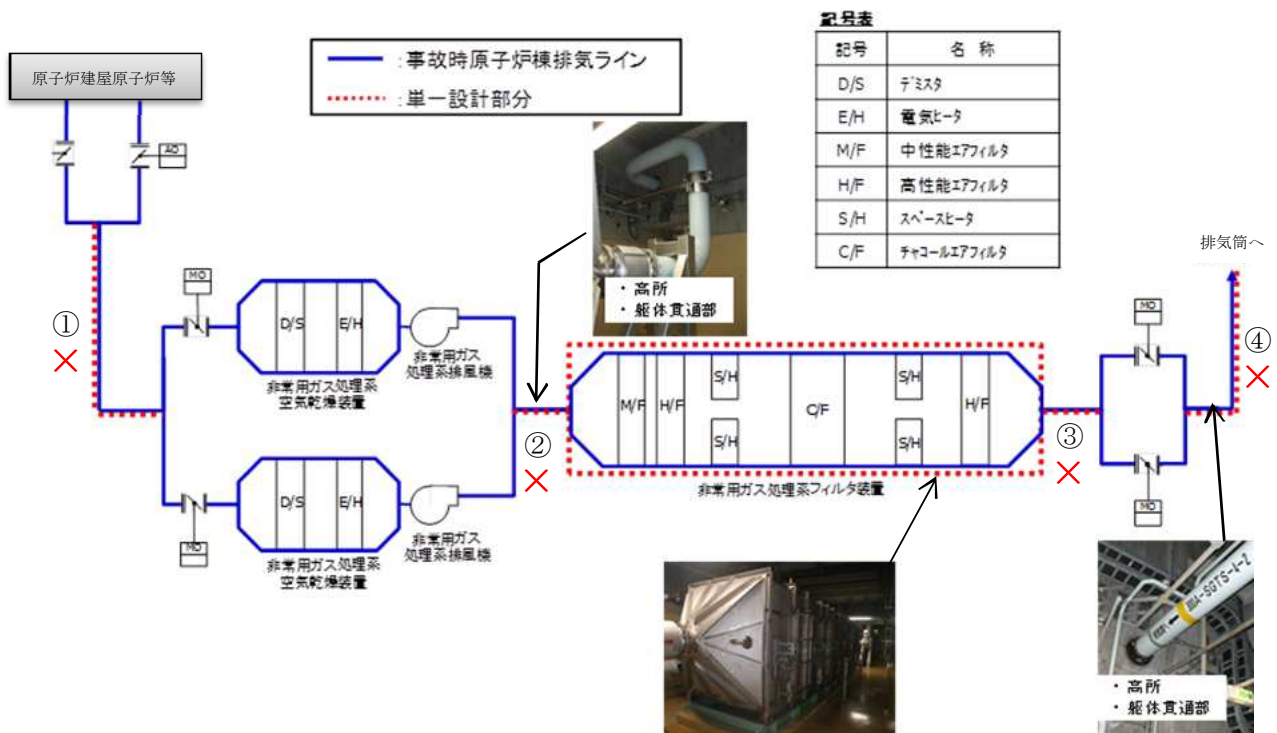 記号表
記号
名 称
D/S
デミスタ
E/H
電気ヒータ
M/F
中性能エアフィルタ
H/F
高性能エアフィルタ
S/H
スペースヒータ
C/F
チャコールエアフィルタ
:事故時原子炉棟排気ライン
:単一設計部分
原子炉建屋原子炉等
AO
①
MO
D/S
E/H
非常用ガス処理系
空気乾燥装置
非常用ガス
処理系排風機
MO
D/S
E/H
非常用ガス処理系
空気乾燥装置
非常用ガス
処理系排風機
・高所
・躯体貫通部
②
M/F
H/F
S/H
S/H
C/F
S/H
S/H
H/F
非常用ガス処理系フィルタ装置
③
MO
MO
排気筒へ
④
・高所
・躯体貫通部